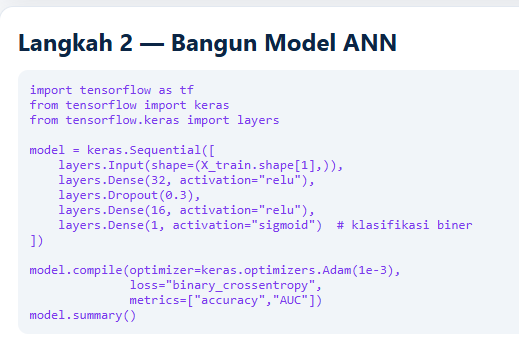 Langkah 2 — Bangun Model ANN
import tensorflow as tf
from tensorflow import keras
from tensorflow.keras import layers
model = keras.Sequential([
    layers.Input(shape=(X_train.shape[1],)),
    layers.Dense(32, activation="relu"),
    layers.Dropout(0.3),
    layers.Dense(16, activation="relu"),
    layers.Dense(1, activation="sigmoid")  # klasifikasi biner
])
model.compile(optimizer=keras.optimizers.Adam(1e-3),
              loss="binary_crossentropy",
              metrics=["accuracy","AUC"])
model.summary()